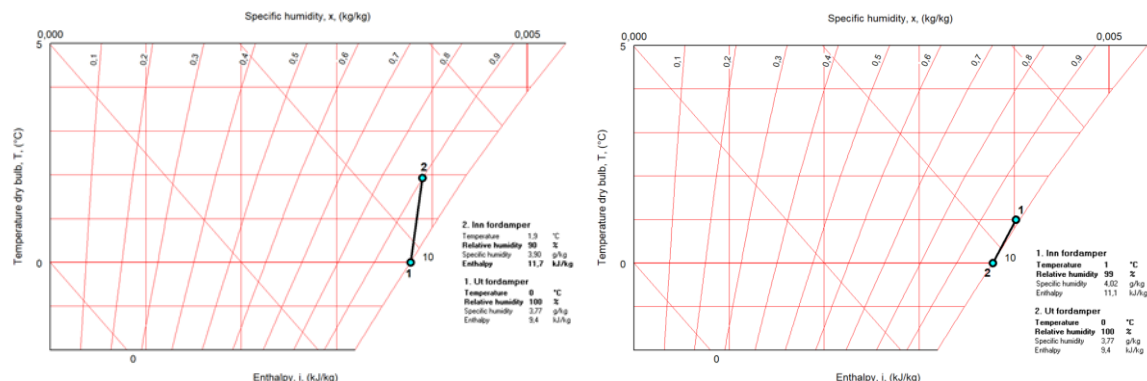 Specific humidity, x, (kg/kg)
0,000
0,005
5
0.1
0.2
0.3
0.4
0.5
0.6
0.7
0.8
0.9
Temperature dry bulb, T, (°C)
2
0
1
10
2. Inn fordamper
Temperature 1,9 °C
Relative humidity 90 %
Specific humidity 3,90 g/kg
Enthalpy 11,7 kJ/kg
1. Ut fordamper
Temperature 0 °C
Relative humidity 100 %
Specific humidity 3,77 g/kg
Enthalpy 9,4 kJ/kg
0
Enthalpy, i, (kJ/kg)
Specific humidity, x, (kg/kg)
0,000
0,005
5
0.1
0.2
0.3
0.4
0.5
0.6
0.7
0.8
0.9
Temperature dry bulb, T, (°C)
1
0
2
10
1. Inn fordamper
Temperature 1 °C
Relative humidity 99 %
Specific humidity 4,02 g/kg
Enthalpy 11,1 kJ/kg
2. Ut fordamper
Temperature 0 °C
Relative humidity 100 %
Specific humidity 3,77 g/kg
Enthalpy 9,4 kJ/kg
0
Enthalpy, i, (kJ/kg)